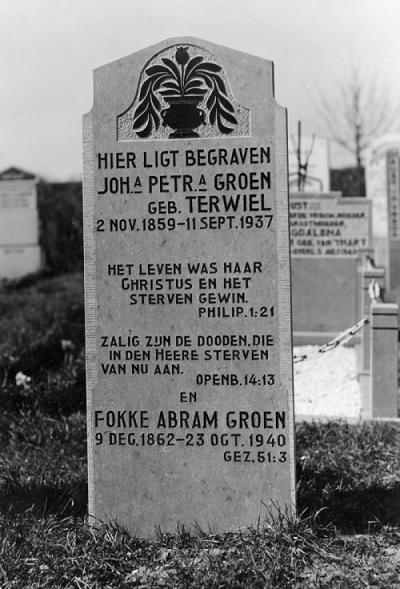 HIER LIGT BEGRAVEN
JOH.A PETR.A GROEN
GEB. TERWIEL
2 NOV. 1859-11 SEPT. 1937
HET LEVEN WAS HAAR
CHRISTUS EN HET
STERVEN GEWIN.
PHILIP. 1:21
ZALIG ZIJN DE DOODEN, DIE
IN DEN HEERE STERVEN
VAN NU AAN.
OPENB. 14:13
EN
FOKKE ABRAM GROEN
9 DEC. 1862-23 OCT. 1940
GEZ. 51:3
RUST
GDALENA